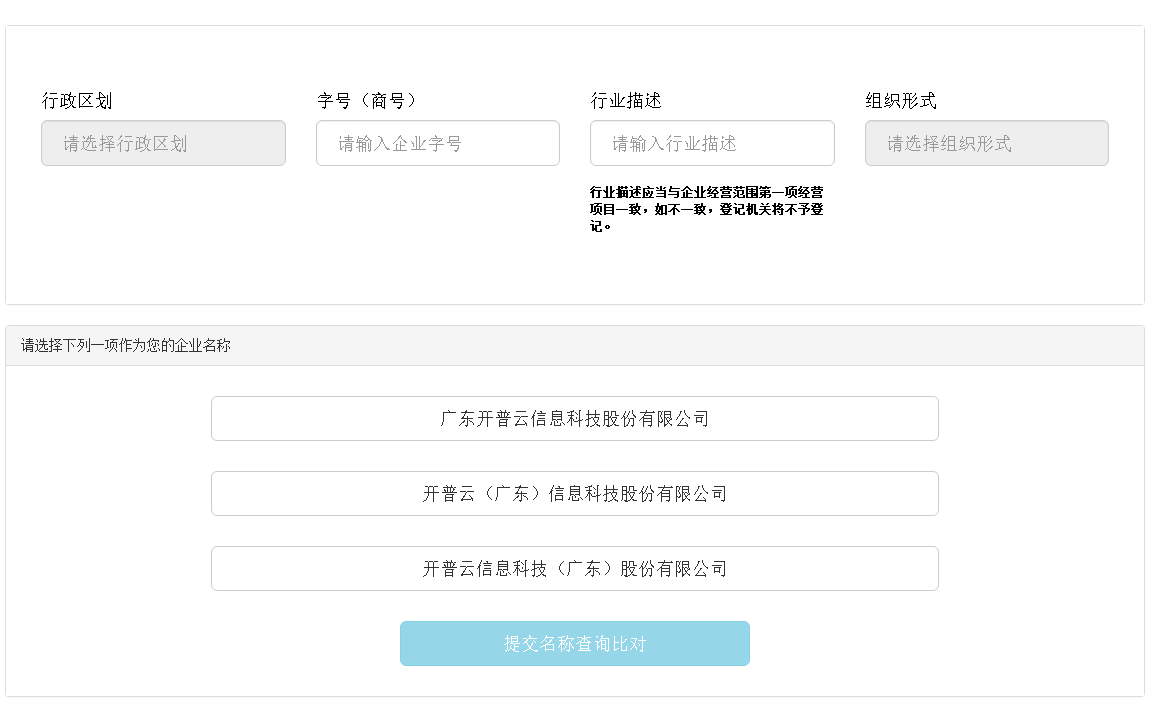 行政区划
字号（商号）
行业描述
组织形式
请选择行政区划
请输入企业字号
请输入行业描述
请选择组织形式
行业描述应当与企业经营范围第一项经营
项目一致，如不一致，登记机关将不予登
记。
请选择下列一项作为您的企业名称
广东开普云信息科技股份有限公司
开普云（广东）信息科技股份有限公司
开普云信息科技（广东）股份有限公司
提交名称查询比对